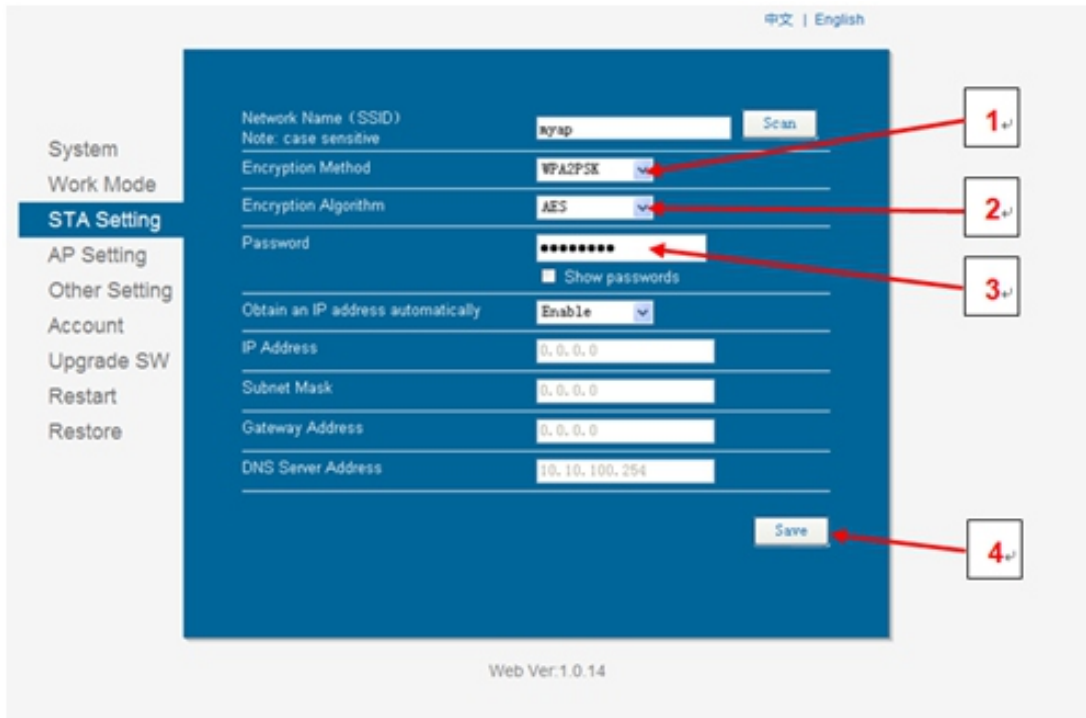 中文 | English
System
Work Mode
STA Setting
AP Setting
Other Setting
Account
Upgrade SW
Restart
Restore
Network Name (SSID)
Note: case sensitive
myap
Scan
Encryption Method
WPA2PSK
Encryption Algorithm
AES
Password
••••••••
Show passwords
Obtain an IP address automatically
Enable
IP Address
0.0.0.0
Subnet Mask
0.0.0.0
Gateway Address
0.0.0.0
DNS Server Address
10.10.100.254
Save
1
2
3
4
Web Ver:1.0.14